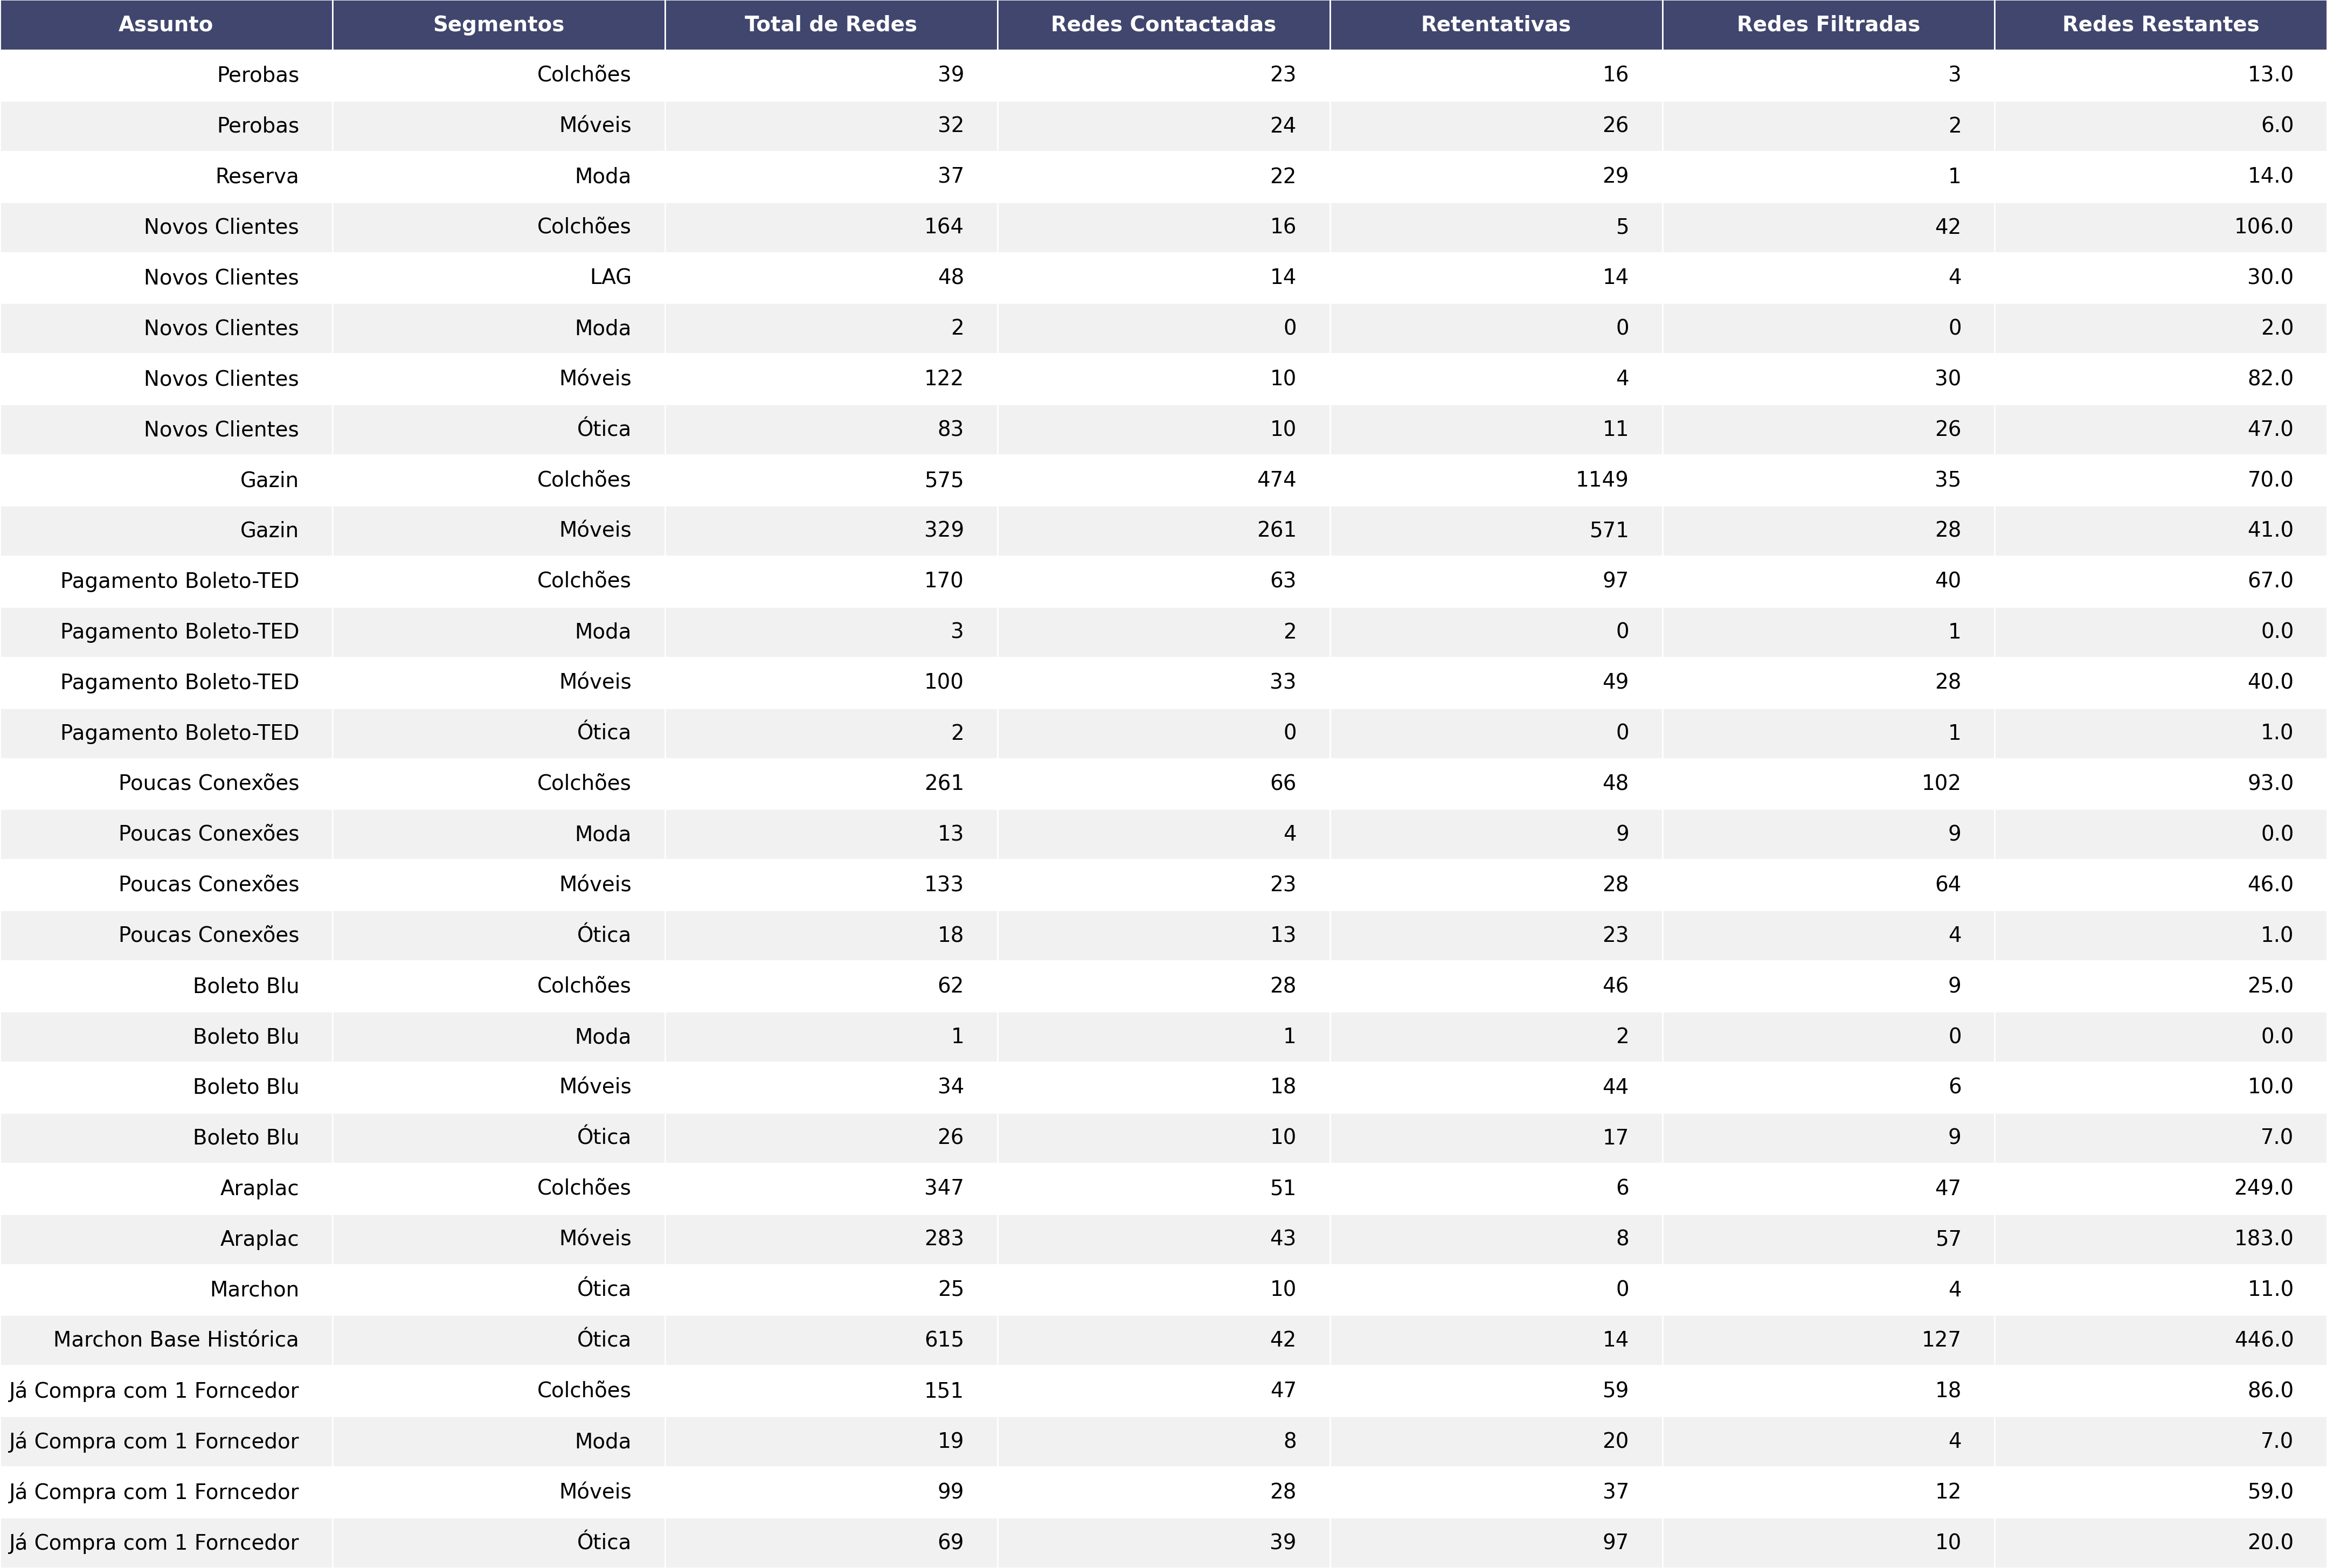 Assunto Segmentos Total de Redes Redes Contactadas Retentativas Redes Filtradas Redes Restantes
Perobas Colchões 39 23 16 3 13.0
Perobas Móveis 32 24 26 2 6.0
Reserva Moda 37 22 29 1 14.0
Novos Clientes Colchões 164 16 5 42 106.0
Novos Clientes LAG 48 14 14 4 30.0
Novos Clientes Moda 2 0 0 0 2.0
Novos Clientes Móveis 122 10 4 30 82.0
Novos Clientes Ótica 83 10 11 26 47.0
Gazin Colchões 575 474 1149 35 70.0
Gazin Móveis 329 261 571 28 41.0
Pagamento Boleto-TED Colchões 170 63 97 40 67.0
Pagamento Boleto-TED Moda 3 2 0 1 0.0
Pagamento Boleto-TED Móveis 100 33 49 28 40.0
Pagamento Boleto-TED Ótica 2 0 0 1 1.0
Poucas Conexões Colchões 261 66 48 102 93.0
Poucas Conexões Moda 13 4 9 9 0.0
Poucas Conexões Móveis 133 23 28 64 46.0
Poucas Conexões Ótica 18 13 23 4 1.0
Boleto Blu Colchões 62 28 46 9 25.0
Boleto Blu Moda 1 1 2 0 0.0
Boleto Blu Móveis 34 18 44 6 10.0
Boleto Blu Ótica 26 10 17 9 7.0
Araplac Colchões 347 51 6 47 249.0
Araplac Móveis 283 43 8 57 183.0
Marchon Ótica 25 10 0 4 11.0
Marchon Base Histórica Ótica 615 42 14 127 446.0
Já Compra com 1 Forncedor Colchões 151 47 59 18 86.0
Já Compra com 1 Forncedor Moda 19 8 20 4 7.0
Já Compra com 1 Forncedor Móveis 99 28 37 12 59.0
Já Compra com 1 Forncedor Ótica 69 39 97 10 20.0